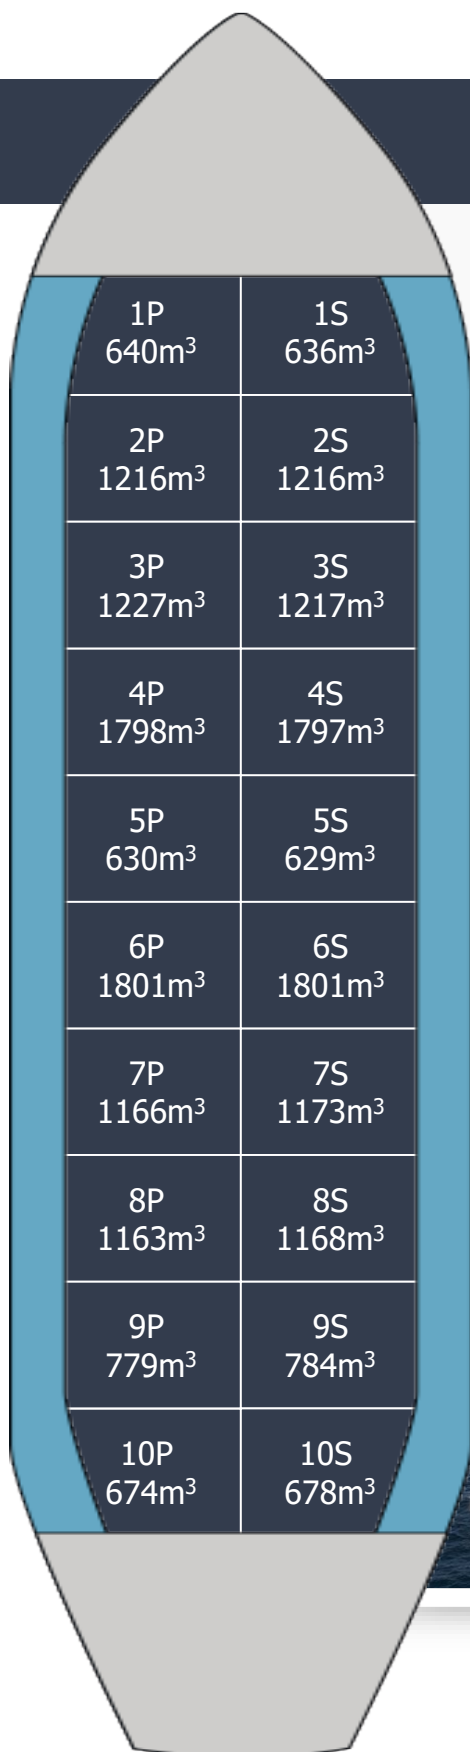 1P
640m³
1S
636m³
2P
1216m³
2S
1216m³
3P
1227m³
3S
1217m³
4P
1798m³
4S
1797m³
5P
630m³
5S
629m³
6P
1801m³
6S
1801m³
7P
1166m³
7S
1173m³
8P
1163m³
8S
1168m³
9P
779m³
9S
784m³
10P
674m³
10S
678m³